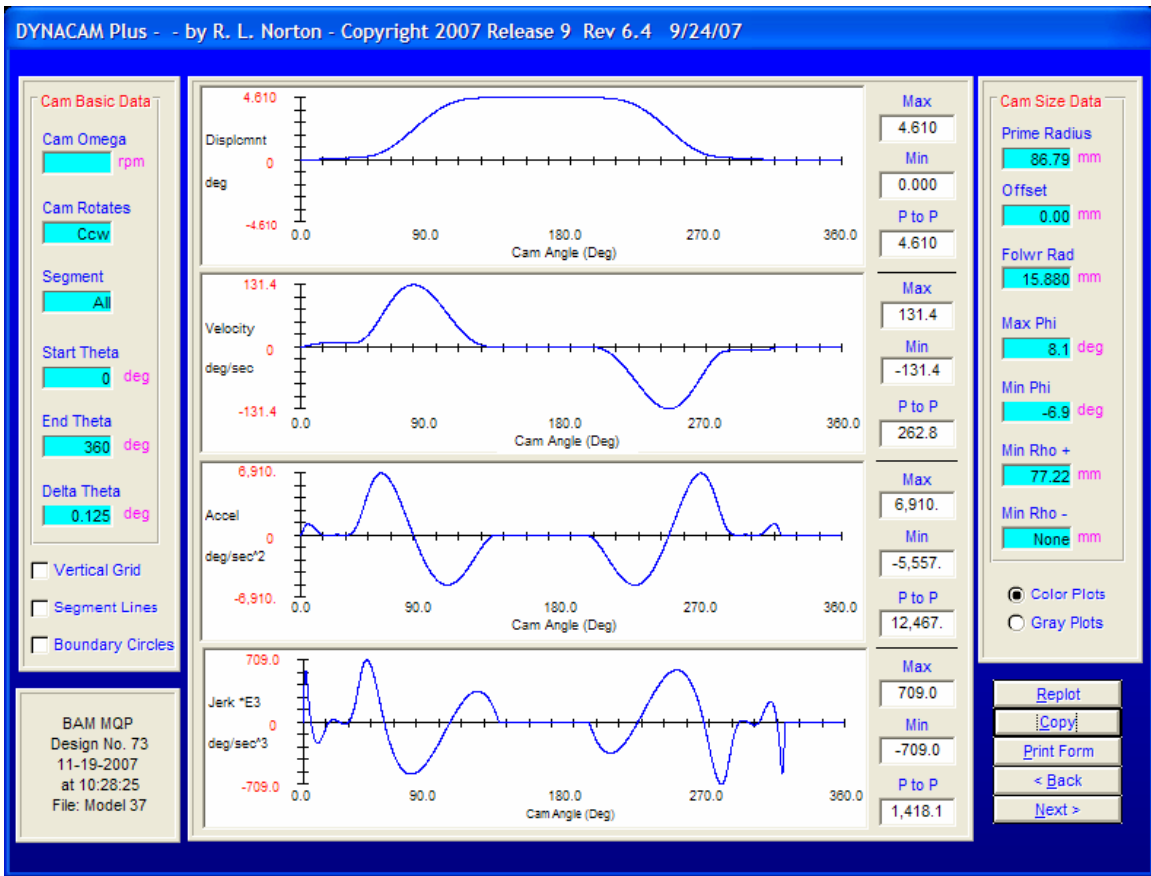 DYNACAM Plus - - by R. L. Norton - Copyright 2007 Release 9 Rev 6.4 9/24/07
Cam Basic Data
Cam Omega
rpm
Cam Rotates
Ccw
Segment
All
Start Theta
0 deg
End Theta
360 deg
Delta Theta
0.125 deg
Vertical Grid
Segment Lines
Boundary Circles
BAM MQP
Design No. 73
11-19-2007
at 10:28:25
File: Model 37
4.610
Displcmnt
0
deg
-4.610
0.0 90.0 180.0 270.0 360.0
Cam Angle (Deg)
Max
4.610
Min
0.000
P to P
4.610
131.4
Velocity
0
deg/sec
-131.4
0.0 90.0 180.0 270.0 360.0
Cam Angle (Deg)
Max
131.4
Min
-131.4
P to P
262.8
6,910.
Accel
0
deg/sec^2
-6,910.
0.0 90.0 180.0 270.0 360.0
Cam Angle (Deg)
Max
6,910.
Min
-5,557.
P to P
12,467.
709.0
Jerk *E3
0
deg/sec^3
-709.0
0.0 90.0 180.0 270.0 360.0
Cam Angle (Deg)
Max
709.0
Min
-709.0
P to P
1,418.1
Cam Size Data
Prime Radius
86.79 mm
Offset
0.00 mm
Folwr Rad
15.880 mm
Max Phi
8.1 deg
Min Phi
-6.9 deg
Min Rho +
77.22 mm
Min Rho -
None mm
Color Plots
Gray Plots
Replot
Copy
Print Form
< Back
Next >